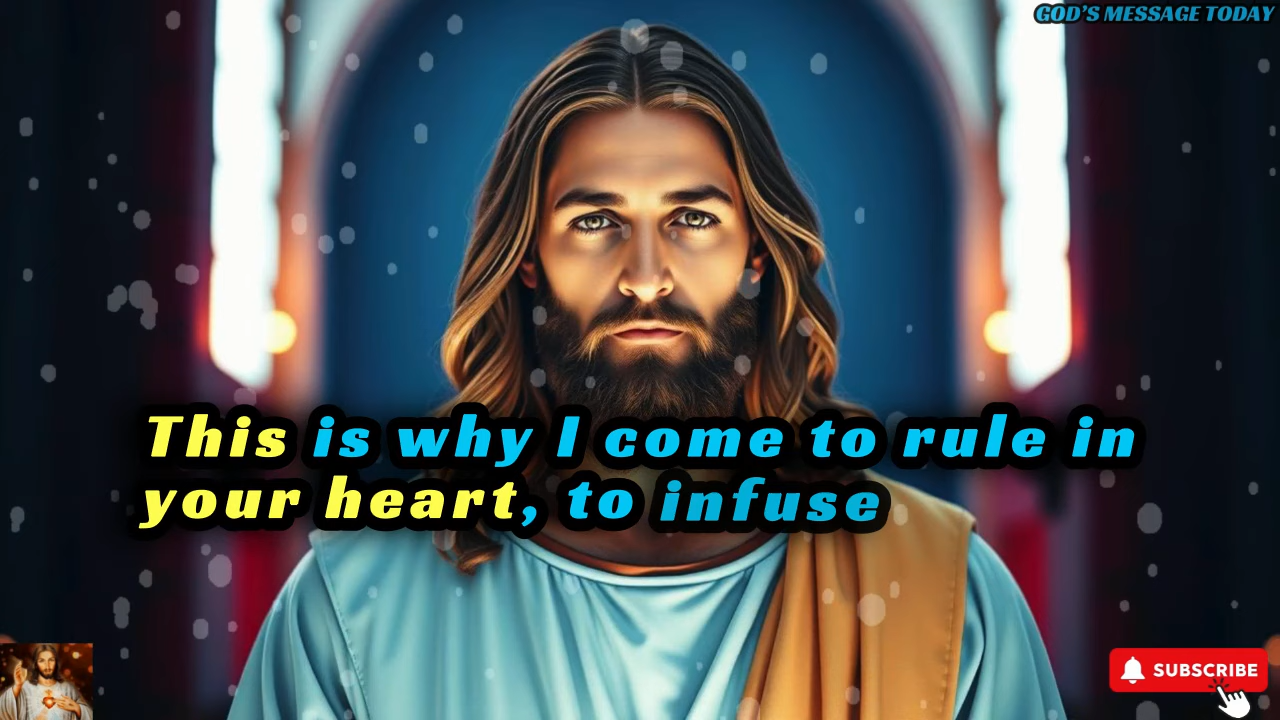 GOD'S MESSAGE TODAY
This is why I come to rule in
your heart, to infuse
SUBSCRIBE